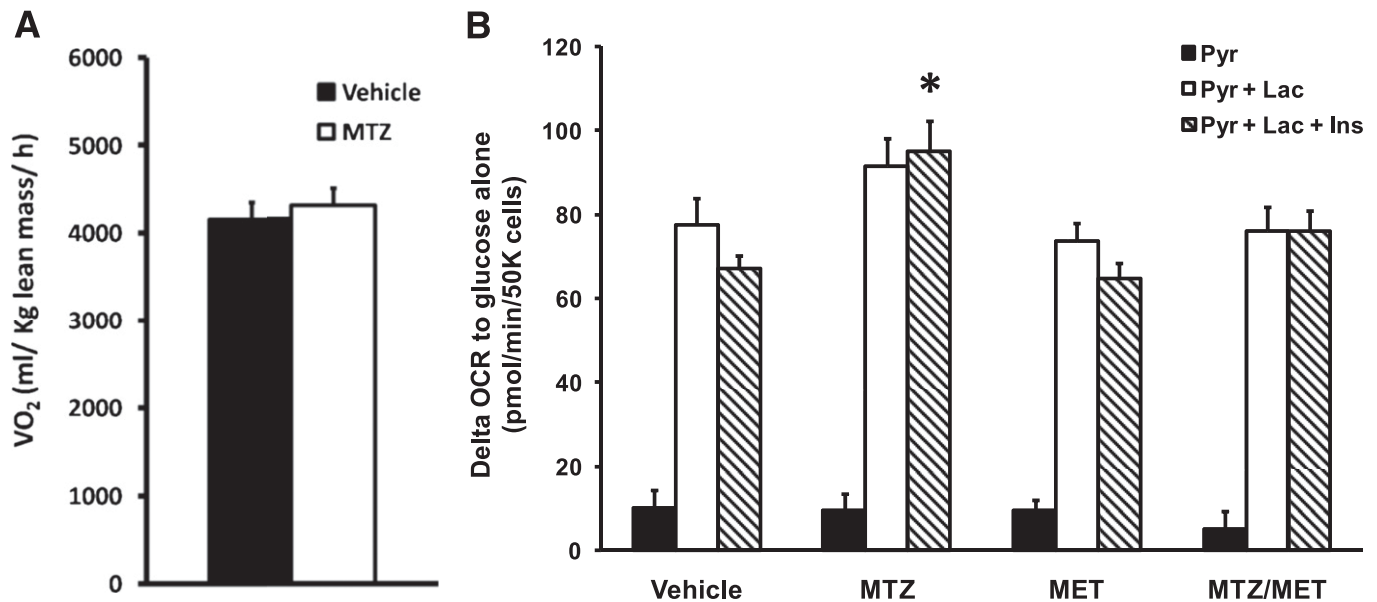 A
VO₂ (ml/ Kg lean mass/ h)
6000
5000
4000
3000
2000
1000
0
Vehicle
MTZ
B
Delta OCR to glucose alone
(pmol/min/50K cells)
120
100
80
60
40
20
0
*
Pyr
Pyr + Lac
Pyr + Lac + Ins
Vehicle
MTZ
MET
MTZ/MET